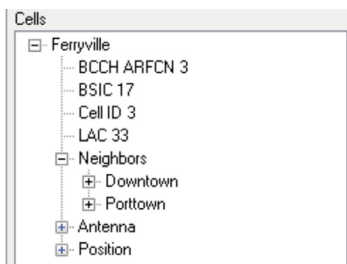 Cells
Ferryville
BCCH ARFCN 3
BSIC 17
Cell ID 3
LAC 33
Neighbors
Downtown
Porttown
Antenna
Position